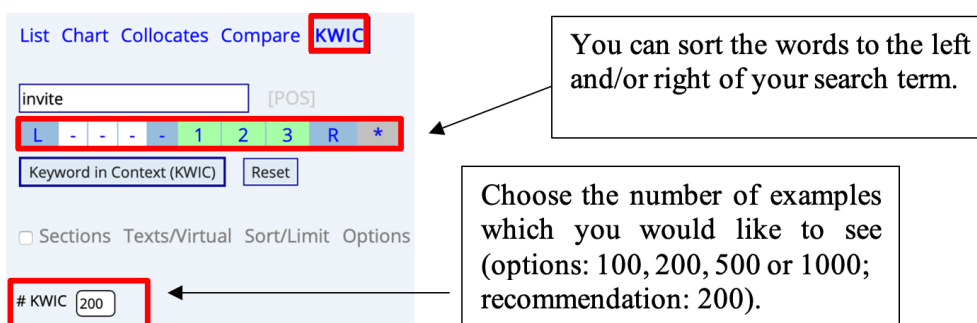 List Chart Collocates Compare KWIC
You can sort the words to the left
and/or right of your search term.
invite [POS]
L - - - - 1 2 3 R *
Keyword in Context (KWIC) Reset
Choose the number of examples
which you would like to see
(options: 100, 200, 500 or 1000;
recommendation: 200).
Sections Texts/Virtual Sort/Limit Options
# KWIC 200